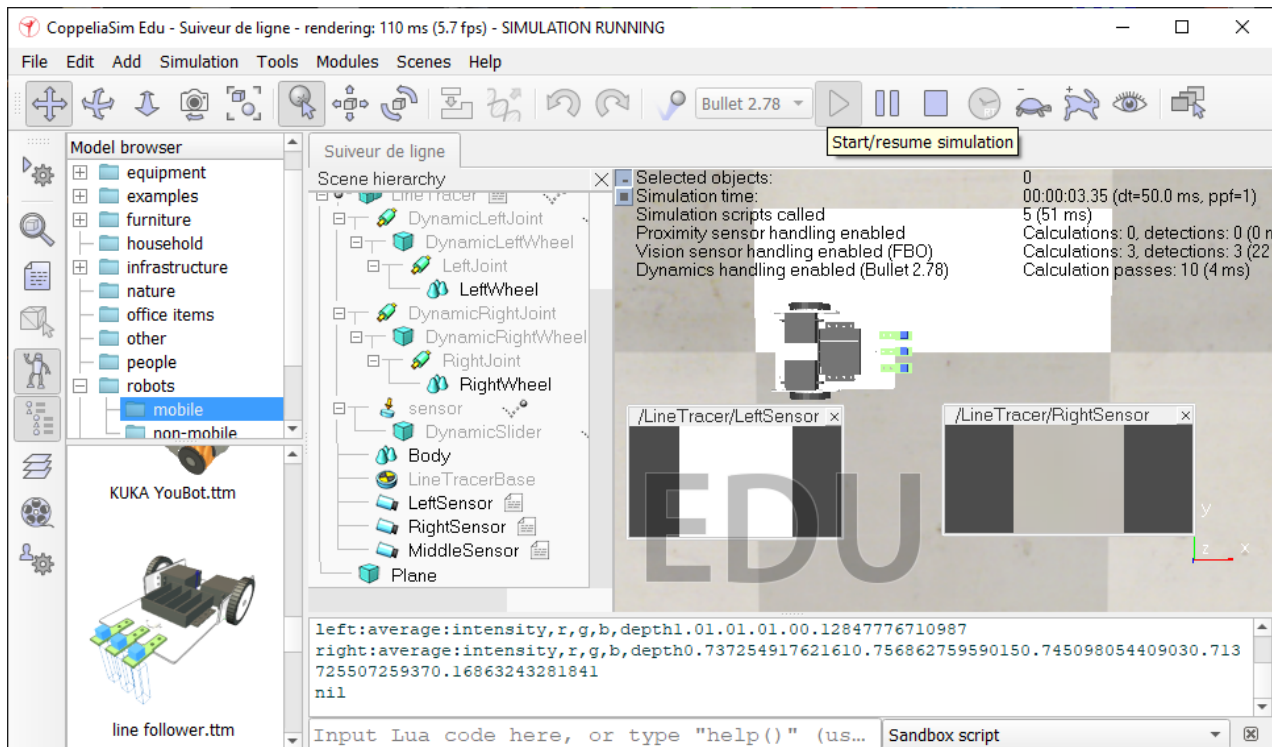 CoppeliaSim Edu - Suiveur de ligne - rendering: 110 ms (5.7 fps) - SIMULATION RUNNING
File Edit Add Simulation Tools Modules Scenes Help
Bullet 2.78
RT
Start/resume simulation
Model browser
equipment
examples
furniture
household
infrastructure
nature
office items
other
people
robots
mobile
non-mobile
KUKA YouBot.ttm
line follower.ttm
Suiveur de ligne
Scene hierarchy
LineTracer
DynamicLeftJoint
DynamicLeftWheel
LeftJoint
LeftWheel
DynamicRightJoint
DynamicRightWheel
RightJoint
RightWheel
sensor
DynamicSlider
Body
LineTracerBase
LeftSensor
RightSensor
MiddleSensor
Plane
Selected objects: 0
Simulation time: 00:00:03.35 (dt=50.0 ms, ppf=1)
Simulation scripts called 5 (51 ms)
Proximity sensor handling enabled Calculations: 0, detections: 0 (0 m
Vision sensor handling enabled (FBO) Calculations: 3, detections: 3 (22
Dynamics handling enabled (Bullet 2.78) Calculation passes: 10 (4 ms)
/LineTracer/LeftSensor
/LineTracer/RightSensor
EDU
y
z x
left:average:intensity,r,g,b,depth1.01.01.01.00.12847776710987
right:average:intensity,r,g,b,depth0.737254917621610.756862759590150.745098054409030.713
725507259370.16863243281841
nil
Input Lua code here, or type "help()" (us...
Sandbox script